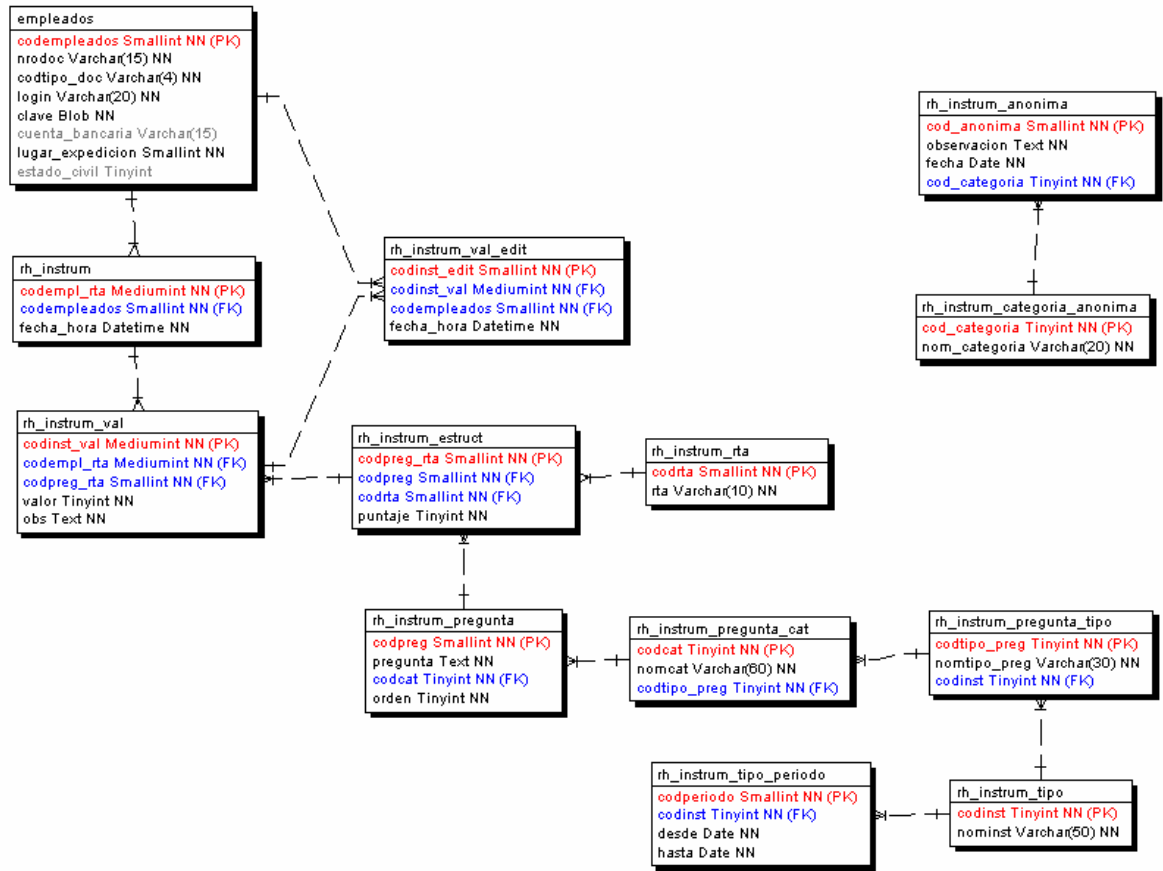 empleados
codempleados Smallint NN (PK)
nrodoc Varchar(15) NN
codtipo_doc Varchar(4) NN
login Varchar(20) NN
clave Blob NN
cuenta_bancaria Varchar(15)
lugar_expedicion Smallint NN
estado_civil Tinyint
rh_instrum_anonima
cod_anonima Smallint NN (PK)
observacion Text NN
fecha Date NN
cod_categoria Tinyint NN (FK)
rh_instrum
codempl_rta Mediumint NN (PK)
codempleados Smallint NN (FK)
fecha_hora Datetime NN
rh_instrum_val_edit
codinst_edit Smallint NN (PK)
codinst_val Mediumint NN (FK)
codempleados Smallint NN (FK)
fecha_hora Datetime NN
rh_instrum_categoria_anonima
cod_categoria Tinyint NN (PK)
nom_categoria Varchar(20) NN
rh_instrum_val
codinst_val Mediumint NN (PK)
codempl_rta Mediumint NN (FK)
codpreg_rta Smallint NN (FK)
valor Tinyint NN
obs Text NN
rh_instrum_estruct
codpreg_rta Smallint NN (PK)
codpreg Smallint NN (FK)
codrta Smallint NN (FK)
puntaje Tinyint NN
rh_instrum_rta
codrta Smallint NN (PK)
rta Varchar(10) NN
rh_instrum_pregunta
codpreg Smallint NN (PK)
pregunta Text NN
codcat Tinyint NN (FK)
orden Tinyint NN
rh_instrum_pregunta_cat
codcat Tinyint NN (PK)
nomcat Varchar(60) NN
codtipo_preg Tinyint NN (FK)
rh_instrum_pregunta_tipo
codtipo_preg Tinyint NN (PK)
nomtipo_preg Varchar(30) NN
codinst Tinyint NN (FK)
rh_instrum_tipo_periodo
codperiodo Smallint NN (PK)
codinst Tinyint NN (FK)
desde Date NN
hasta Date NN
rh_instrum_tipo
codinst Tinyint NN (PK)
nominst Varchar(50) NN